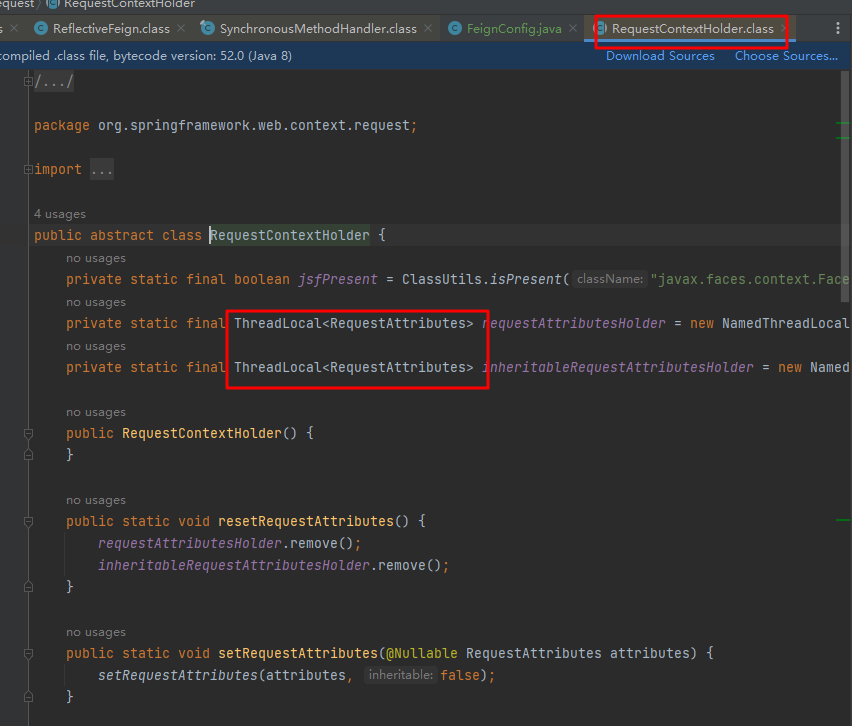 equest RequestContextHolder
s ReflectiveFeign.class SynchronousMethodHandler.class FeignConfig.java RequestContextHolder.class
compiled .class file, bytecode version: 52.0 (Java 8) Download Sources Choose Sources...
/.../
package org.springframework.web.context.request;
import ...
4 usages
public abstract class RequestContextHolder {
no usages
private static final boolean jsfPresent = ClassUtils.isPresent( className: "javax.faces.context.Face
no usages
private static final ThreadLocal<RequestAttributes> requestAttributesHolder = new NamedThreadLocal
no usages
private static final ThreadLocal<RequestAttributes> inheritableRequestAttributesHolder = new Named
no usages
public RequestContextHolder() {
}
no usages
public static void resetRequestAttributes() {
requestAttributesHolder.remove();
inheritableRequestAttributesHolder.remove();
}
no usages
public static void setRequestAttributes(@Nullable RequestAttributes attributes) {
setRequestAttributes(attributes, inheritable: false);
}